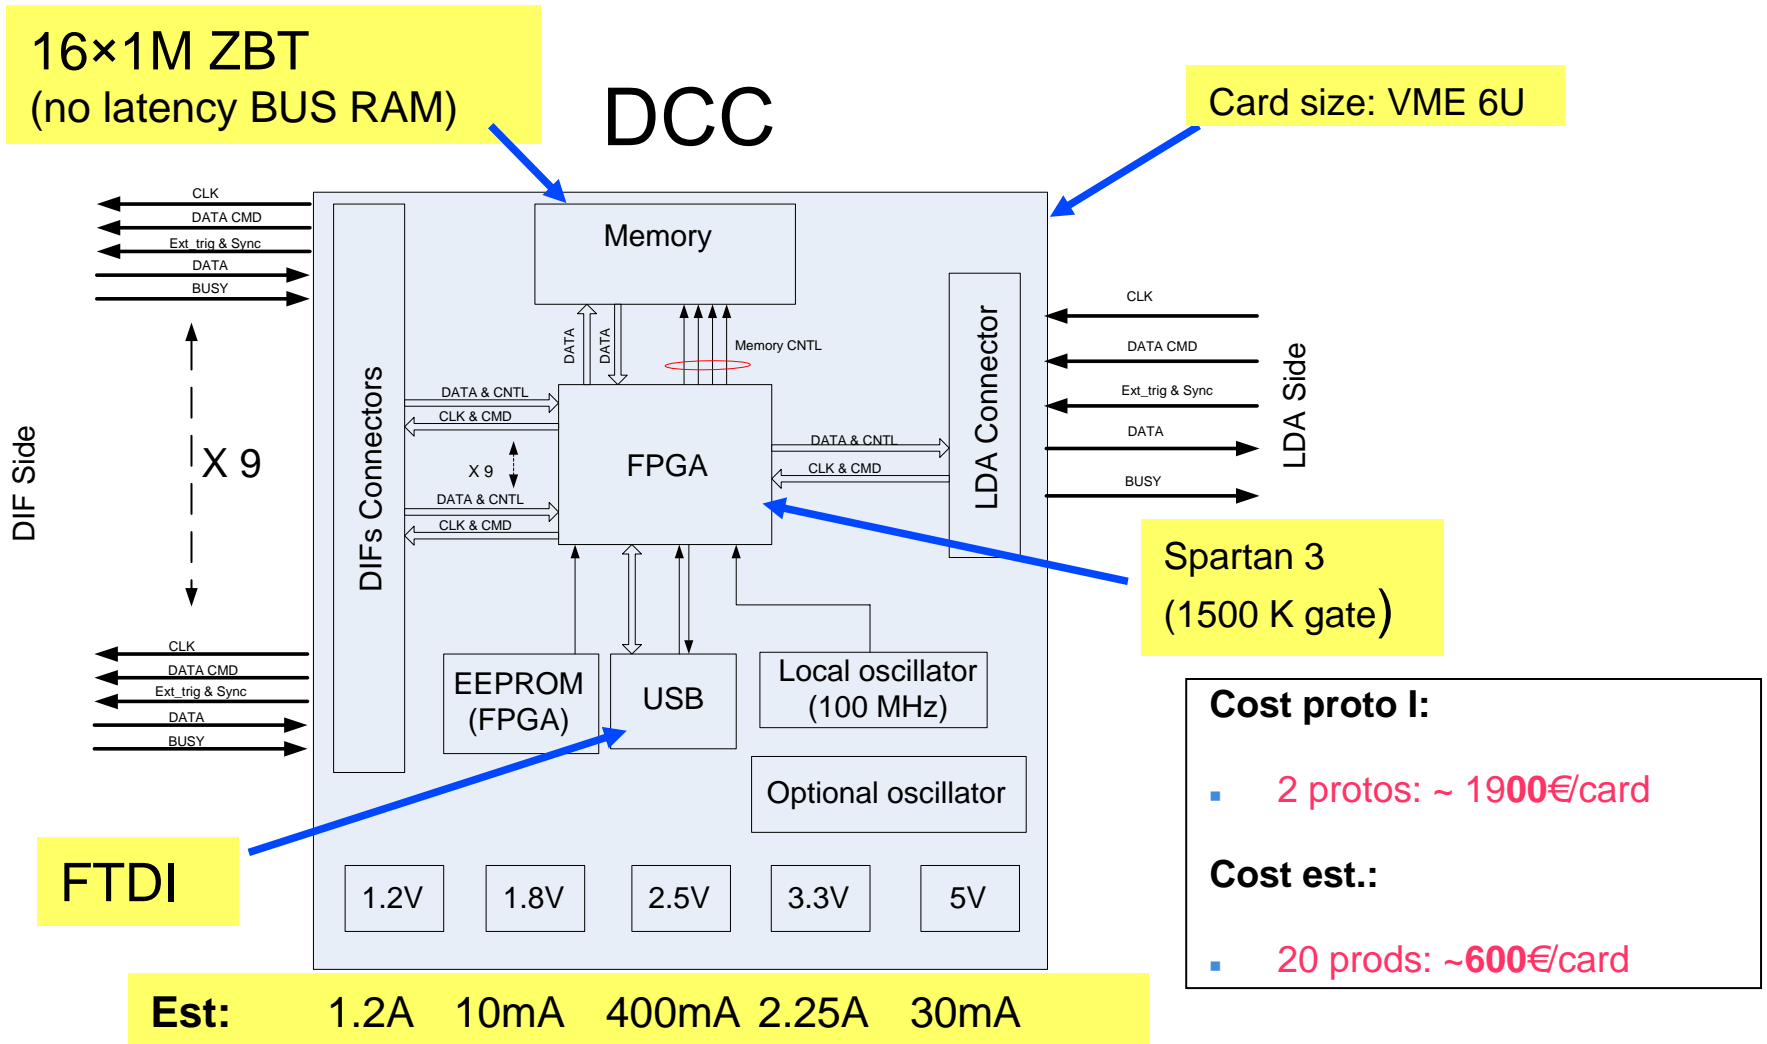 16×1M ZBT
(no latency BUS RAM)
DCC
Card size: VME 6U
CLK
DATA CMD
Ext_trig & Sync
DATA
BUSY
X 9
DIF Side
CLK
DATA CMD
Ext_trig & Sync
DATA
BUSY
DIFs Connectors
Memory
DATA
DATA
Memory CNTL
DATA & CNTL
CLK & CMD
X 9
DATA & CNTL
CLK & CMD
FPGA
DATA & CNTL
CLK & CMD
LDA Connector
CLK
DATA CMD
Ext_trig & Sync
DATA
BUSY
LDA Side
Spartan 3
(1500 K gate)
EEPROM
(FPGA)
USB
Local oscillator
(100 MHz)
Optional oscillator
FTDI
1.2V 1.8V 2.5V 3.3V 5V
Est: 1.2A 10mA 400mA 2.25A 30mA
Cost proto I:
▪ 2 protos: ~ 1900€/card
Cost est.:
▪ 20 prods: ~600€/card